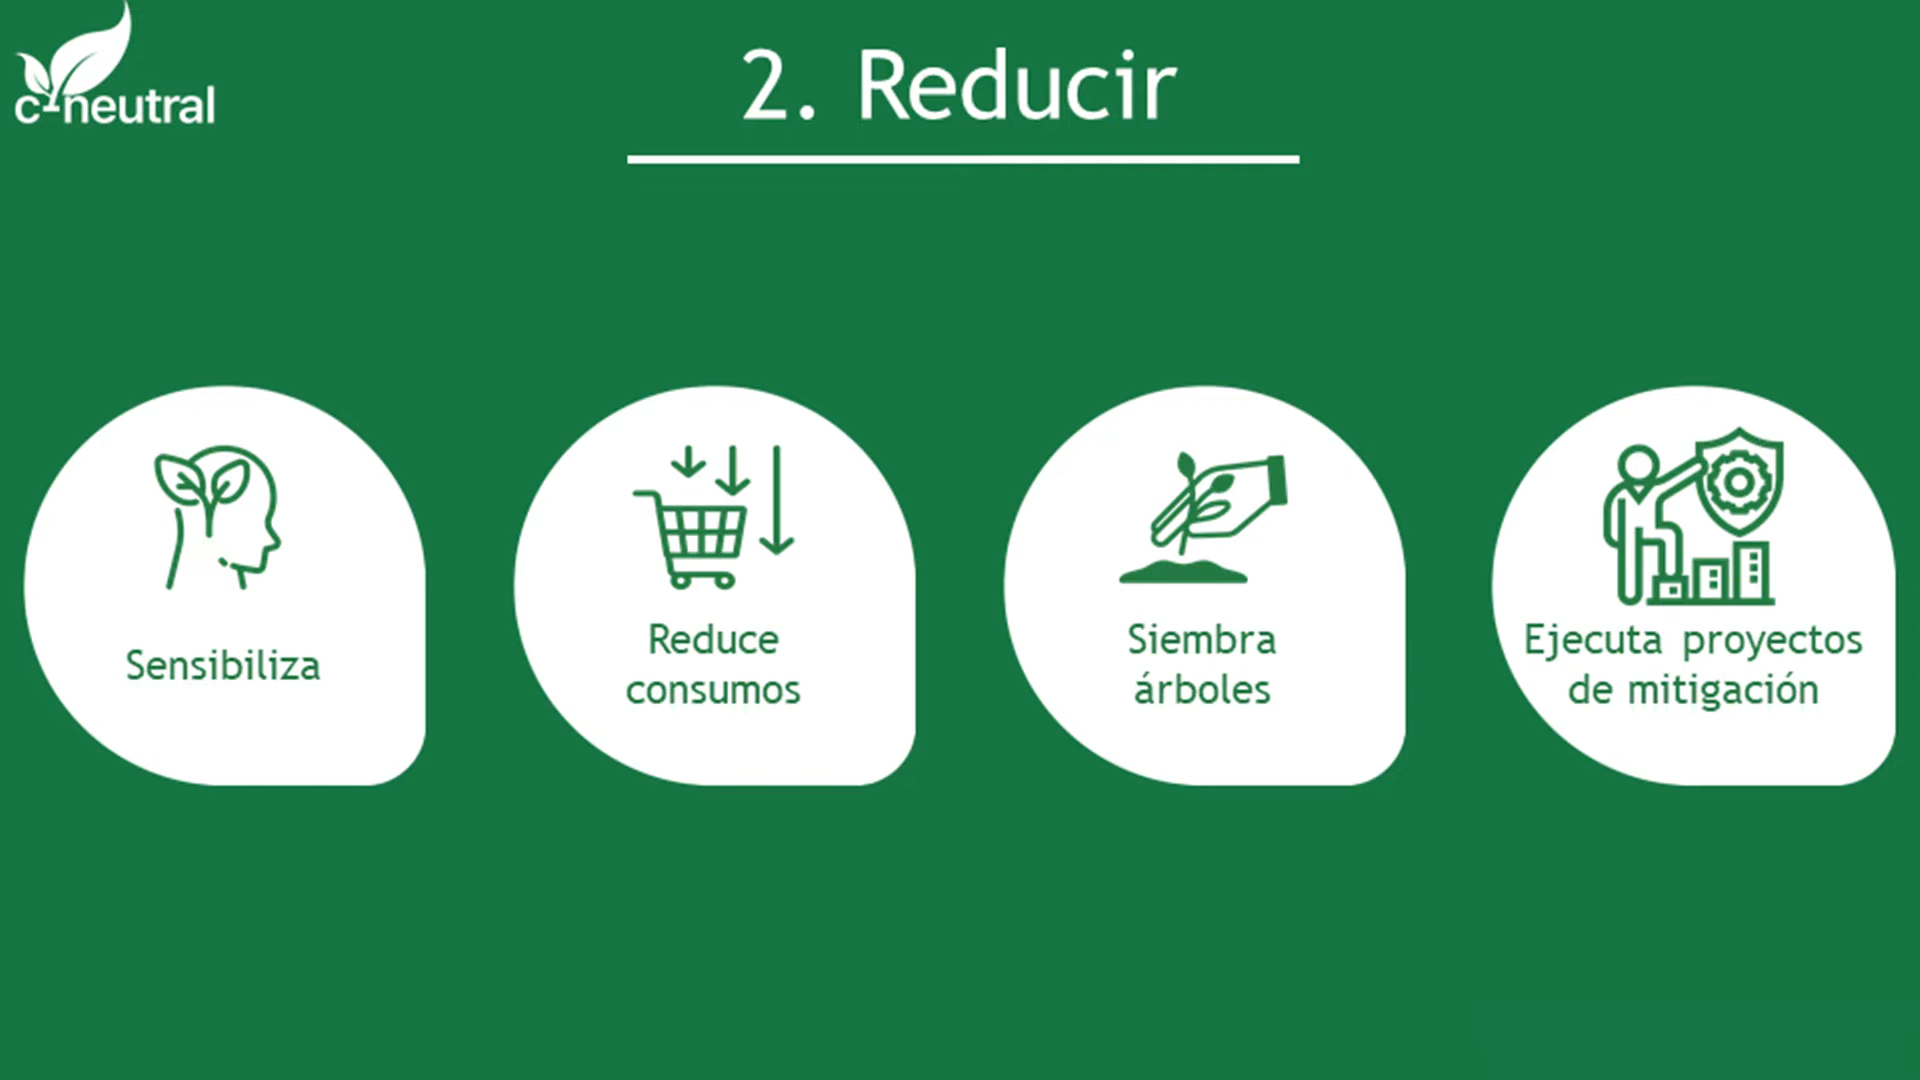 c-neutral
2. Reducir
Sensibiliza
Reduce
consumos
Siembra
árboles
Ejecuta proyectos
de mitigación